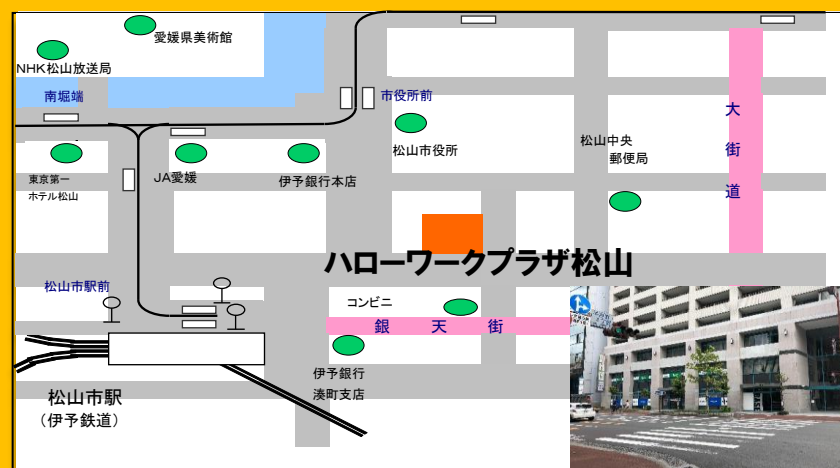 愛媛県美術館
NHK松山放送局
南堀端
市役所前
大
街
道
松山中央
郵便局
松山市役所
東京第一
ホテル松山
JA愛媛
伊予銀行本店
ハローワークプラザ松山
松山市駅前
コンビニ
銀天街
伊予銀行
湊町支店
松山市駅
（伊予鉄道）